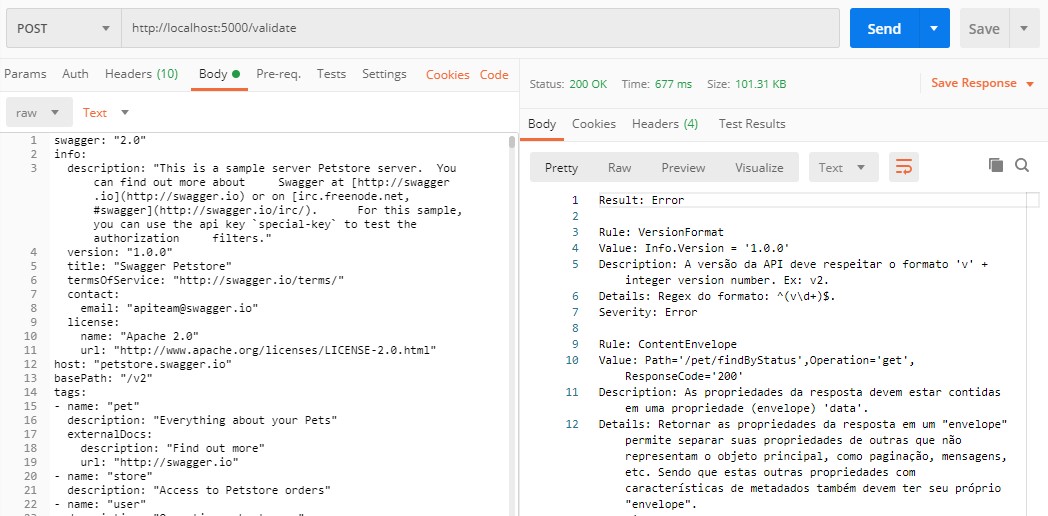 POST
http://localhost:5000/validate
Send
Save
Params Auth Headers (10) Body Pre-req. Tests Settings Cookies Code
raw Text
1 swagger: "2.0"
2 info:
3 description: "This is a sample server Petstore server. You
can find out more about Swagger at [http://swagger
.io](http://swagger.io) or on [irc.freenode.net,
#swagger](http://swagger.io/irc/). For this sample,
you can use the api key `special-key` to test the
authorization filters."
4 version: "1.0.0"
5 title: "Swagger Petstore"
6 termsOfService: "http://swagger.io/terms/"
7 contact:
8 email: "apiteam@swagger.io"
9 license:
10 name: "Apache 2.0"
11 url: "http://www.apache.org/licenses/LICENSE-2.0.html"
12 host: "petstore.swagger.io"
13 basePath: "/v2"
14 tags:
15 - name: "pet"
16 description: "Everything about your Pets"
17 externalDocs:
18 description: "Find out more"
19 url: "http://swagger.io"
20 - name: "store"
21 description: "Access to Petstore orders"
22 - name: "user"
Status: 200 OK Time: 677 ms Size: 101.31 KB Save Response
Body Cookies Headers (4) Test Results
Pretty Raw Preview Visualize Text
1 Result: Error
2
3 Rule: VersionFormat
4 Value: Info.Version = '1.0.0'
5 Description: A versão da API deve respeitar o formato 'v' +
integer version number. Ex: v2.
6 Details: Regex do formato: ^(v\d+)$.
7 Severity: Error
8
9 Rule: ContentEnvelope
10 Value: Path='/pet/findByStatus',Operation='get',
ResponseCode='200'
11 Description: As propriedades da resposta devem estar contidas
em uma propriedade (envelope) 'data'.
12 Details: Retornar as propriedades da resposta em um "envelope"
permite separar suas propriedades de outras que não
representam o objeto principal, como paginação, mensagens,
etc. Sendo que estas outras propriedades com
características de metadados também devem ter seu próprio
"envelope".